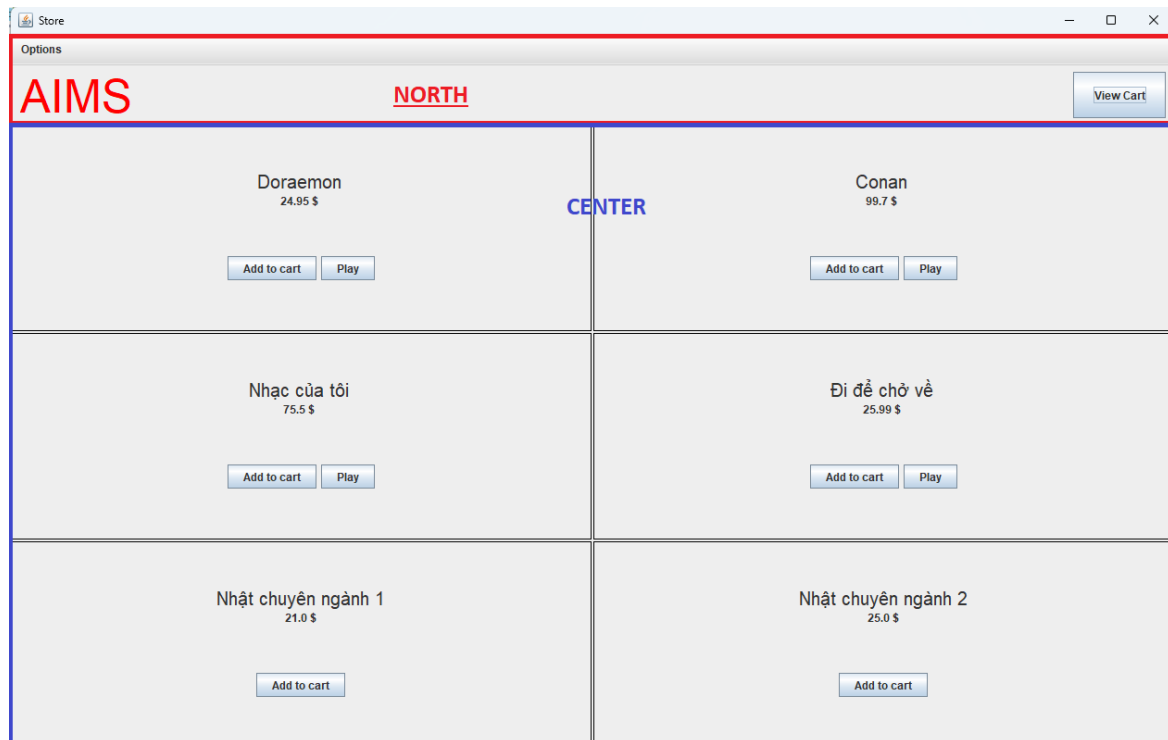 Store
Options
AIMS NORTH View Cart
Doraemon Conan
24.95 $ 99.7 $
CENTER
Add to cart Play Add to cart Play
Nhạc của tôi Đi để chở về
75.5 $ 25.99 $
Add to cart Play Add to cart Play
Nhật chuyên ngành 1 Nhật chuyên ngành 2
21.0 $ 25.0 $
Add to cart Add to cart